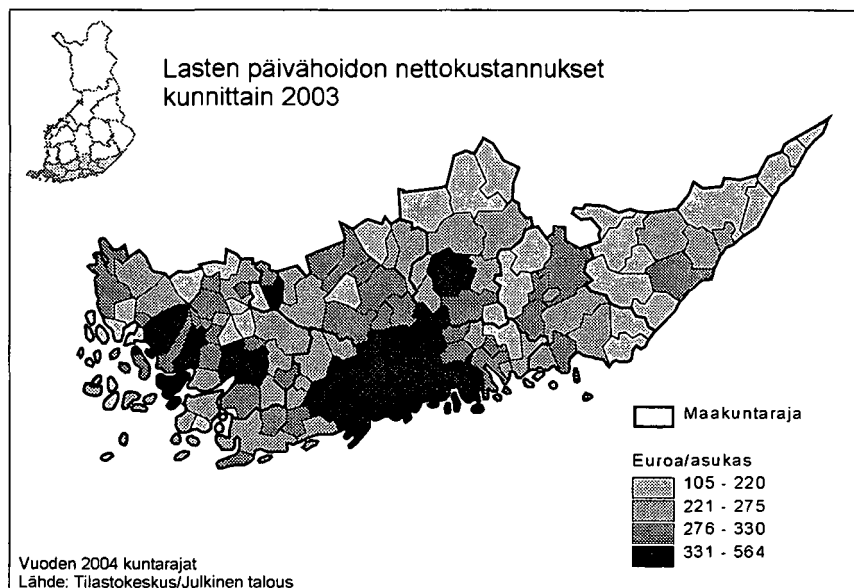 Lasten päivähoidon nettokustannukset
kunnittain 2003
Maakuntaraja
Euroa/asukas
105 - 220
221 - 275
276 - 330
331 - 564
Vuoden 2004 kuntarajat
Lähde: Tilastokeskus/Julkinen talous